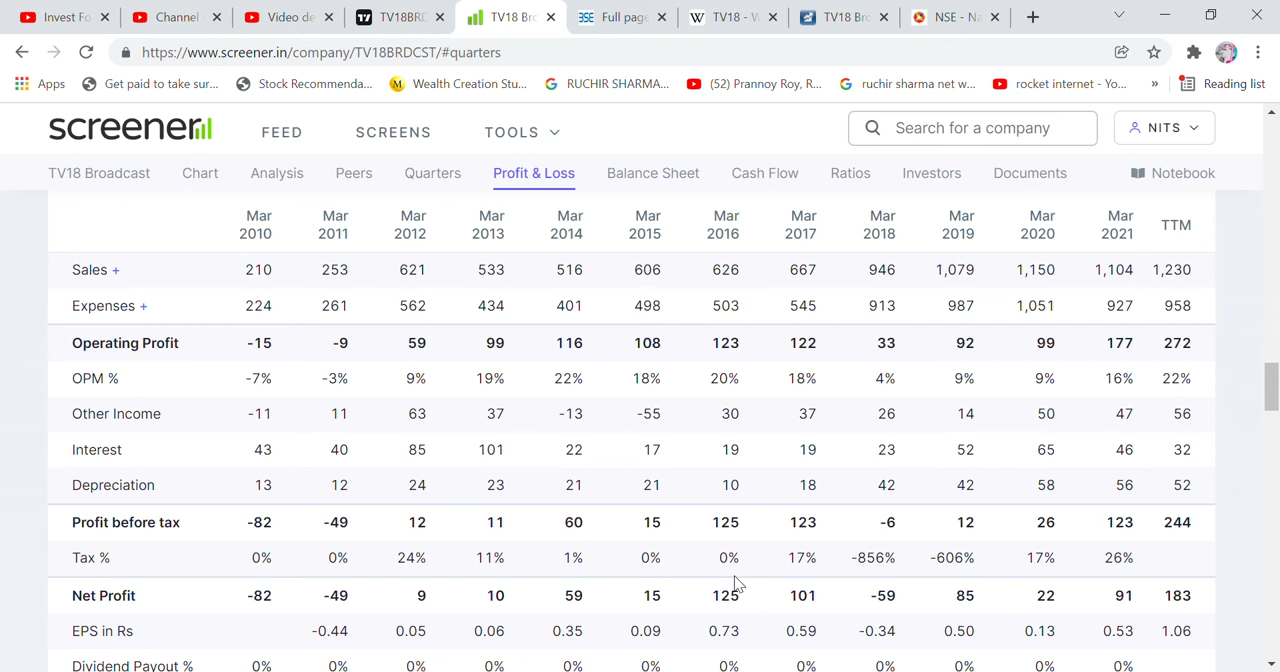 Invest Fo
Channel
Video de
TV18BRD
TV18 Bro
Full page
TV18 - W
TV18 Bro
NSE - Na
https://www.screener.in/company/TV18BRDCST/#quarters
Apps Get paid to take sur... Stock Recommenda... Wealth Creation Stu... RUCHIR SHARMA... (52) Prannoy Roy, R... ruchir sharma net w... rocket internet - Yo... » Reading list
screener FEED SCREENS TOOLS Search for a company NITS
TV18 Broadcast Chart Analysis Peers Quarters Profit & Loss Balance Sheet Cash Flow Ratios Investors Documents Notebook
Mar Mar Mar Mar Mar Mar Mar Mar Mar Mar Mar Mar TTM
2010 2011 2012 2013 2014 2015 2016 2017 2018 2019 2020 2021
Sales + 210 253 621 533 516 606 626 667 946 1,079 1,150 1,104 1,230
Expenses + 224 261 562 434 401 498 503 545 913 987 1,051 927 958
Operating Profit -15 -9 59 99 116 108 123 122 33 92 99 177 272
OPM % -7% -3% 9% 19% 22% 18% 20% 18% 4% 9% 9% 16% 22%
Other Income -11 11 63 37 -13 -55 30 37 26 14 50 47 56
Interest 43 40 85 101 22 17 19 19 23 52 65 46 32
Depreciation 13 12 24 23 21 21 10 18 42 42 58 56 52
Profit before tax -82 -49 12 11 60 15 125 123 -6 12 26 123 244
Tax % 0% 0% 24% 11% 1% 0% 0% 17% -856% -606% 17% 26%
Net Profit -82 -49 9 10 59 15 125 101 -59 85 22 91 183
EPS in Rs -0.44 0.05 0.06 0.35 0.09 0.73 0.59 -0.34 0.50 0.13 0.53 1.06
Dividend Payout % 0% 0% 0% 0% 0% 0% 0% 0% 0% 0% 0% 0%